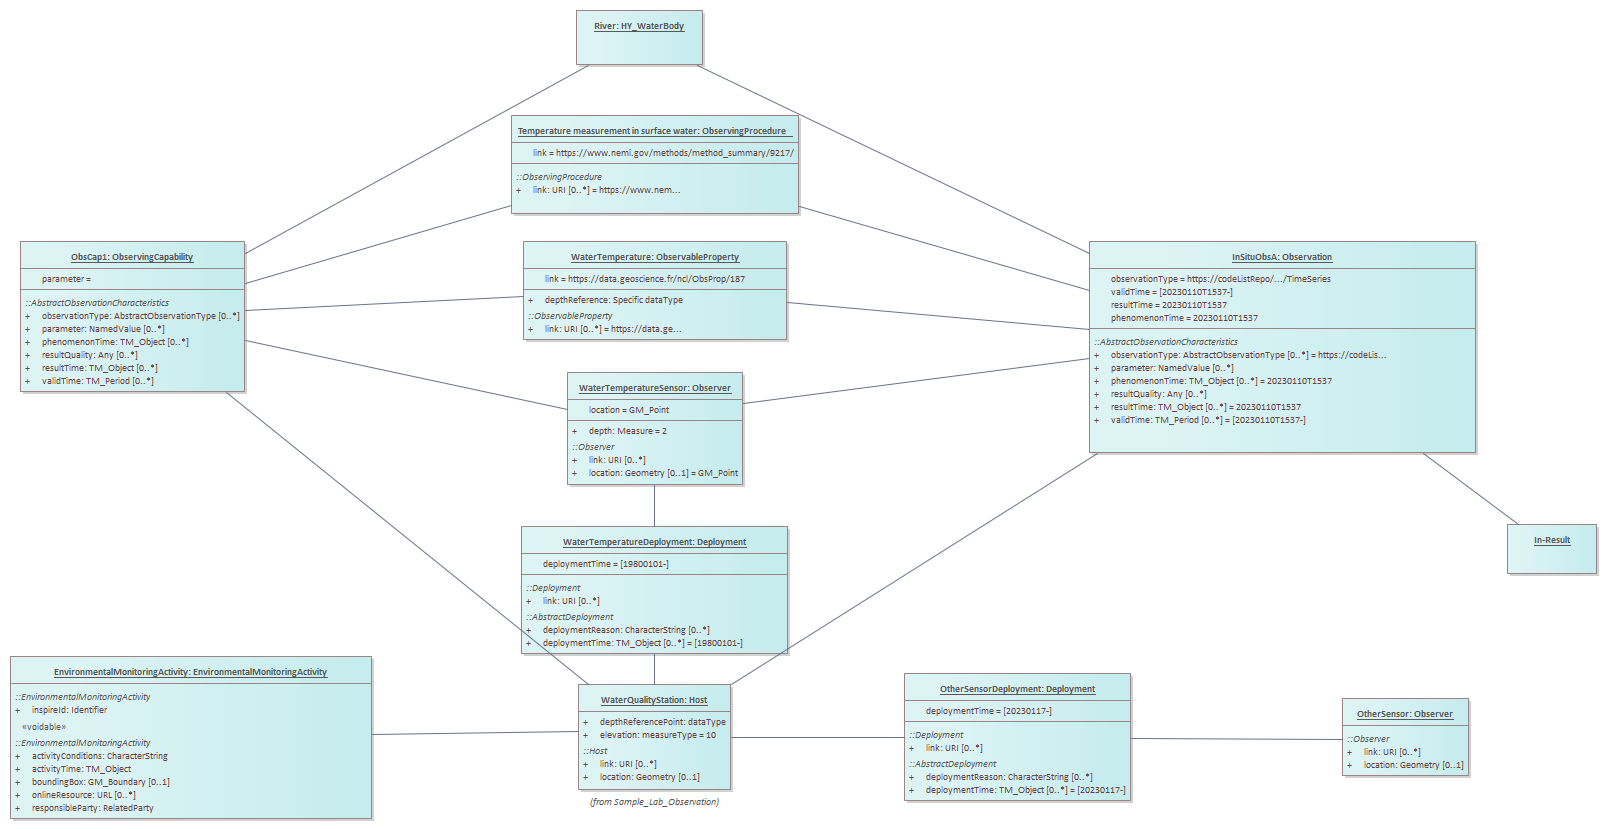 River: HY_WaterBody
Temperature measurement in surface water: ObservingProcedure
link = https://www.nemi.gov/methods/method_summary/9217/
::ObservingProcedure
+ link: URI [0..*] = https://www.nem...
ObsCap1: ObservingCapability
parameter =
::AbstractObservationCharacteristics
+ observationType: AbstractObservationType [0..*]
+ parameter: NamedValue [0..*]
+ phenomenonTime: TM_Object [0..*]
+ resultQuality: Any [0..*]
+ resultTime: TM_Object [0..*]
+ validTime: TM_Period [0..*]
WaterTemperature: ObservableProperty
link = https://data.geoscience.fr/ncl/ObsProp/187
+ depthReference: Specific dataType
::ObservableProperty
+ link: URI [0..*] = https://data.ge...
InSituObsA: Observation
observationType = https://codeListRepo/.../TimeSeries
validTime = [20230110T1537-]
resultTime = 20230110T1537
phenomenonTime = 20230110T1537
::AbstractObservationCharacteristics
+ observationType: AbstractObservationType [0..*] = https://codeLis...
+ parameter: NamedValue [0..*]
+ phenomenonTime: TM_Object [0..*] = 20230110T1537
+ resultQuality: Any [0..*]
+ resultTime: TM_Object [0..*] = 20230110T1537
+ validTime: TM_Period [0..*] = [20230110T1537-]
WaterTemperatureSensor: Observer
location = GM_Point
+ depth: Measure = 2
::Observer
+ link: URI [0..*]
+ location: Geometry [0..1] = GM_Point
In-Result
WaterTemperatureDeployment: Deployment
deploymentTime = [19800101-]
::Deployment
+ link: URI [0..*]
::AbstractDeployment
+ deploymentReason: CharacterString [0..*]
+ deploymentTime: TM_Object [0..*] = [19800101-]
EnvironmentalMonitoringActivity: EnvironmentalMonitoringActivity
::EnvironmentalMonitoringActivity
+ inspireId: Identifier
«voidable»
::EnvironmentalMonitoringActivity
+ activityConditions: CharacterString
+ activityTime: TM_Object
+ boundingBox: GM_Boundary [0..1]
+ onlineResource: URL [0..*]
+ responsibleParty: RelatedParty
WaterQualityStation: Host
+ depthReferencePoint: dataType
+ elevation: measureType = 10
::Host
+ link: URI [0..*]
+ location: Geometry [0..1]
(from Sample_Lab_Observation)
OtherSensorDeployment: Deployment
deploymentTime = [20230117-]
::Deployment
+ link: URI [0..*]
::AbstractDeployment
+ deploymentReason: CharacterString [0..*]
+ deploymentTime: TM_Object [0..*] = [20230117-]
OtherSensor: Observer
::Observer
+ link: URI [0..*]
+ location: Geometry [0..1]